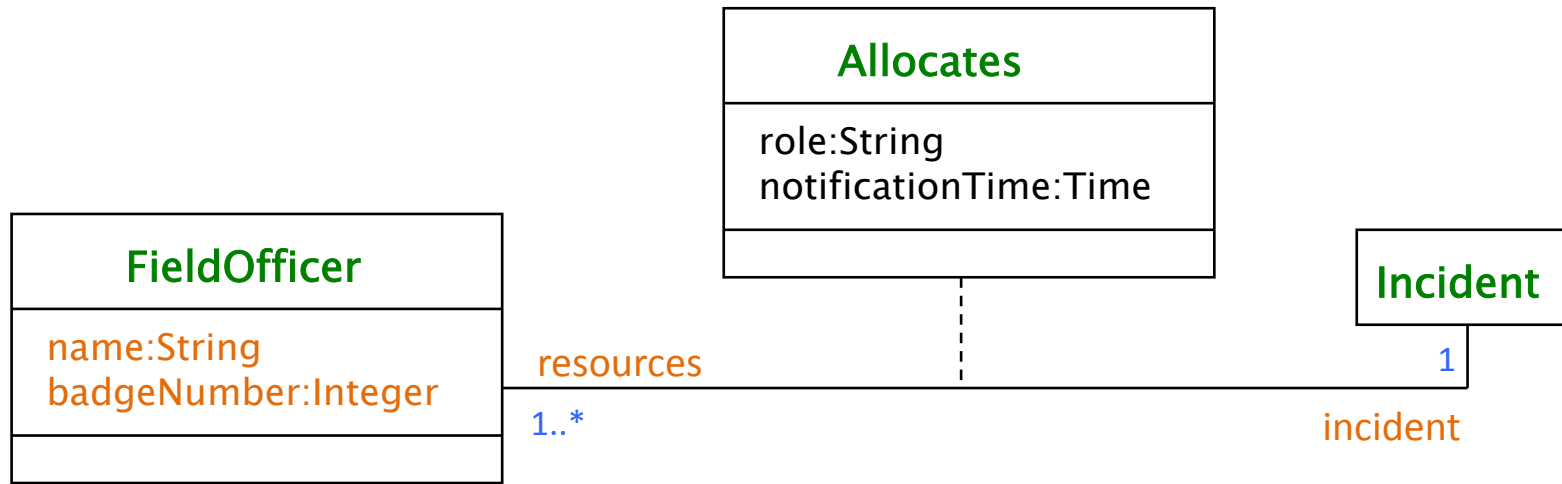 Allocates
role:String
notificationTime:Time
FieldOfficer
name:String
badgeNumber:Integer
resources
1..*
Incident
1
incident